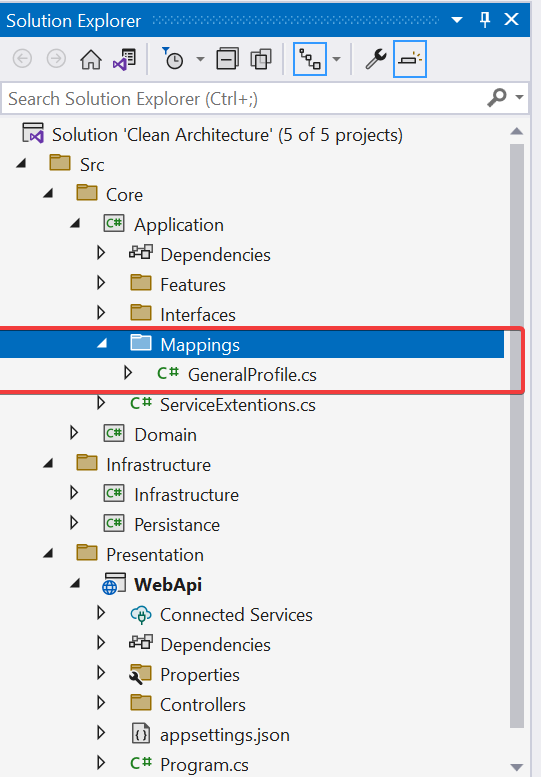 Solution Explorer
Search Solution Explorer (Ctrl+;)
Solution 'Clean Architecture' (5 of 5 projects)
Src
Core
C# Application
Dependencies
Features
Interfaces
Mappings
C# GeneralProfile.cs
C# ServiceExtentions.cs
C# Domain
Infrastructure
C# Infrastructure
C# Persistance
Presentation
WebApi
Connected Services
Dependencies
Properties
Controllers
appsettings.json
C# Program.cs